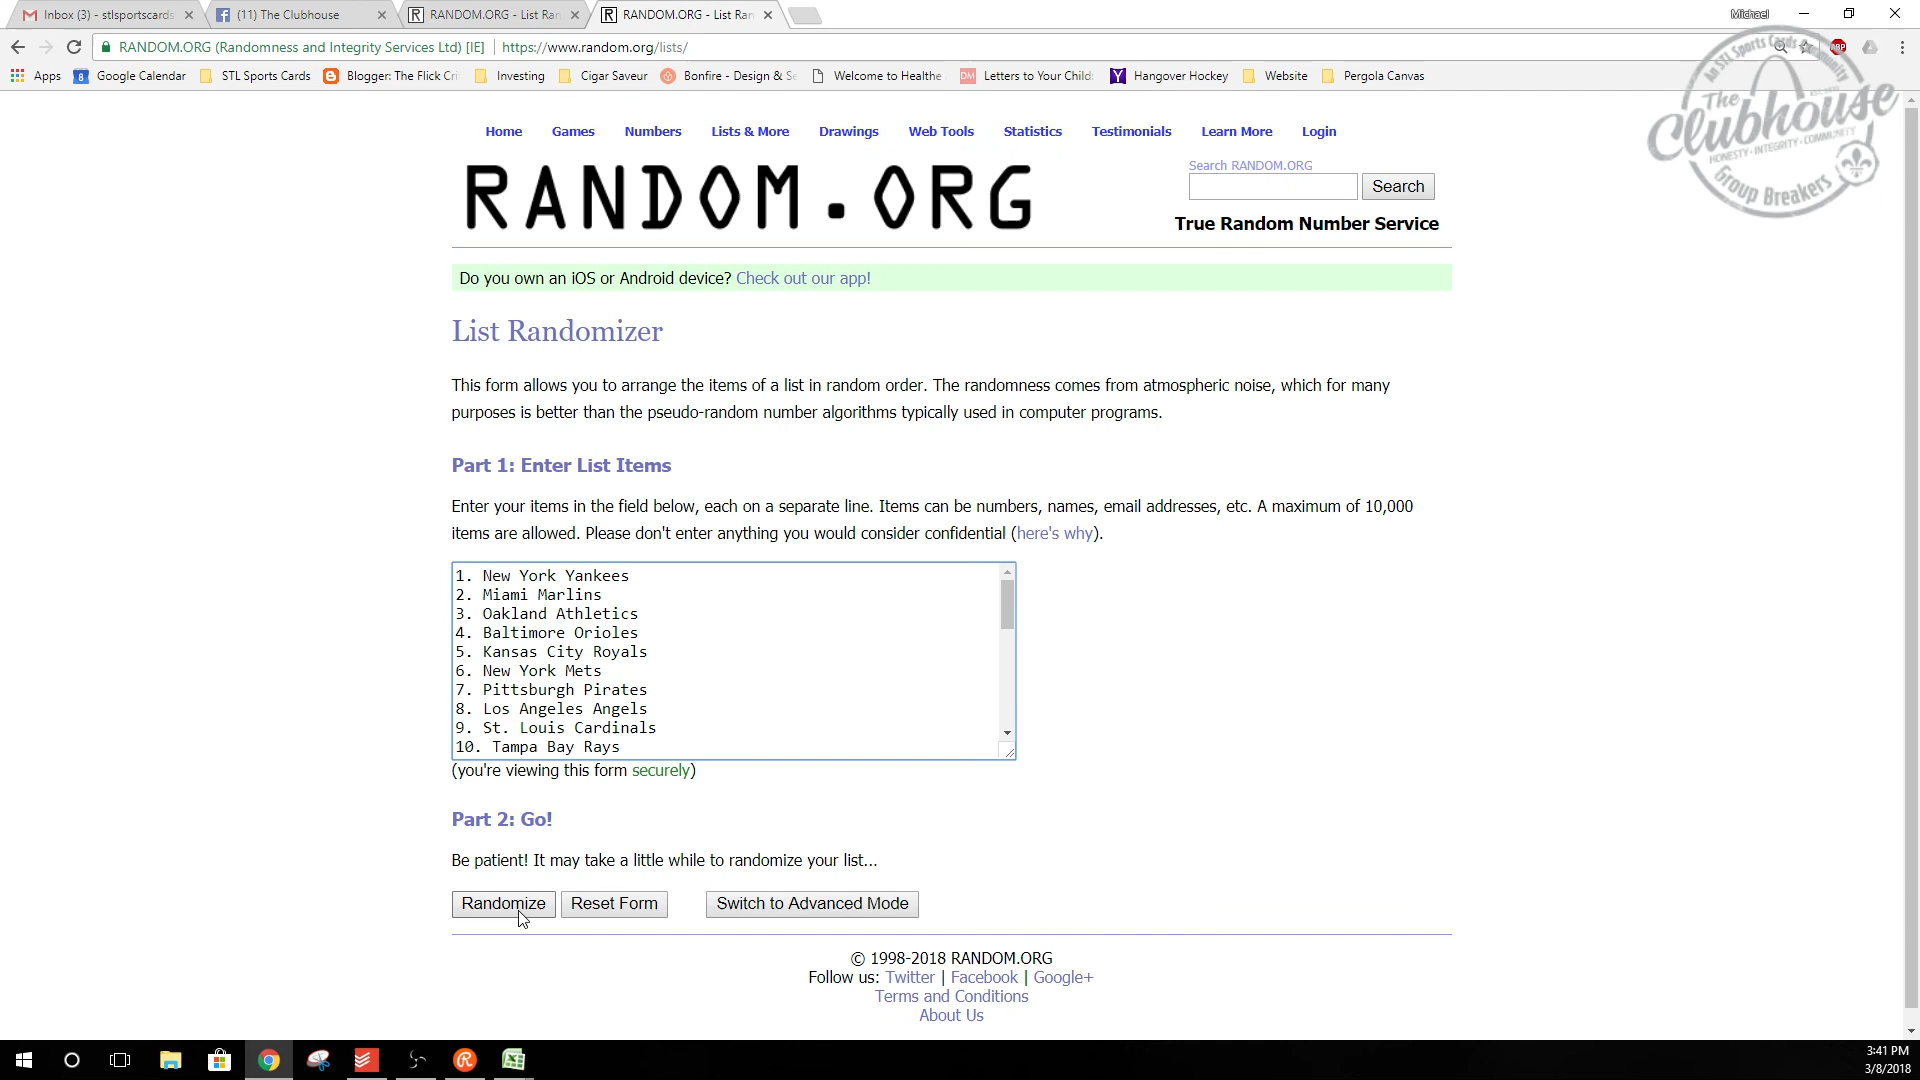 Inbox (3) - stlsportscards
(11) The Clubhouse
RANDOM.ORG - List Ran
RANDOM.ORG - List Ran
Michael
RANDOM.ORG (Randomness and Integrity Services Ltd) [IE]
https://www.random.org/lists/
Apps
Google Calendar
STL Sports Cards
Blogger: The Flick Cri
Investing
Cigar Saveur
Bonfire - Design & Se
Welcome to Healthe
DM
Letters to Your Child:
Hangover Hockey
Website
Pergola Canvas
An STL Sports Cards Community
The
Clubhouse
HONESTY · INTEGRITY · COMMUNITY
Group Breakers
Home Games Numbers Lists & More Drawings Web Tools Statistics Testimonials Learn More Login
RANDOM.ORG
Search RANDOM.ORG
Search
True Random Number Service
Do you own an iOS or Android device? Check out our app!
List Randomizer
This form allows you to arrange the items of a list in random order. The randomness comes from atmospheric noise, which for many
purposes is better than the pseudo-random number algorithms typically used in computer programs.
Part 1: Enter List Items
Enter your items in the field below, each on a separate line. Items can be numbers, names, email addresses, etc. A maximum of 10,000
items are allowed. Please don't enter anything you would consider confidential (here's why).
1. New York Yankees
2. Miami Marlins
3. Oakland Athletics
4. Baltimore Orioles
5. Kansas City Royals
6. New York Mets
7. Pittsburgh Pirates
8. Los Angeles Angels
9. St. Louis Cardinals
10. Tampa Bay Rays
(you're viewing this form securely)
Part 2: Go!
Be patient! It may take a little while to randomize your list...
Randomize
Reset Form
Switch to Advanced Mode
© 1998-2018 RANDOM.ORG
Follow us: Twitter | Facebook | Google+
Terms and Conditions
About Us
3:41 PM
3/8/2018